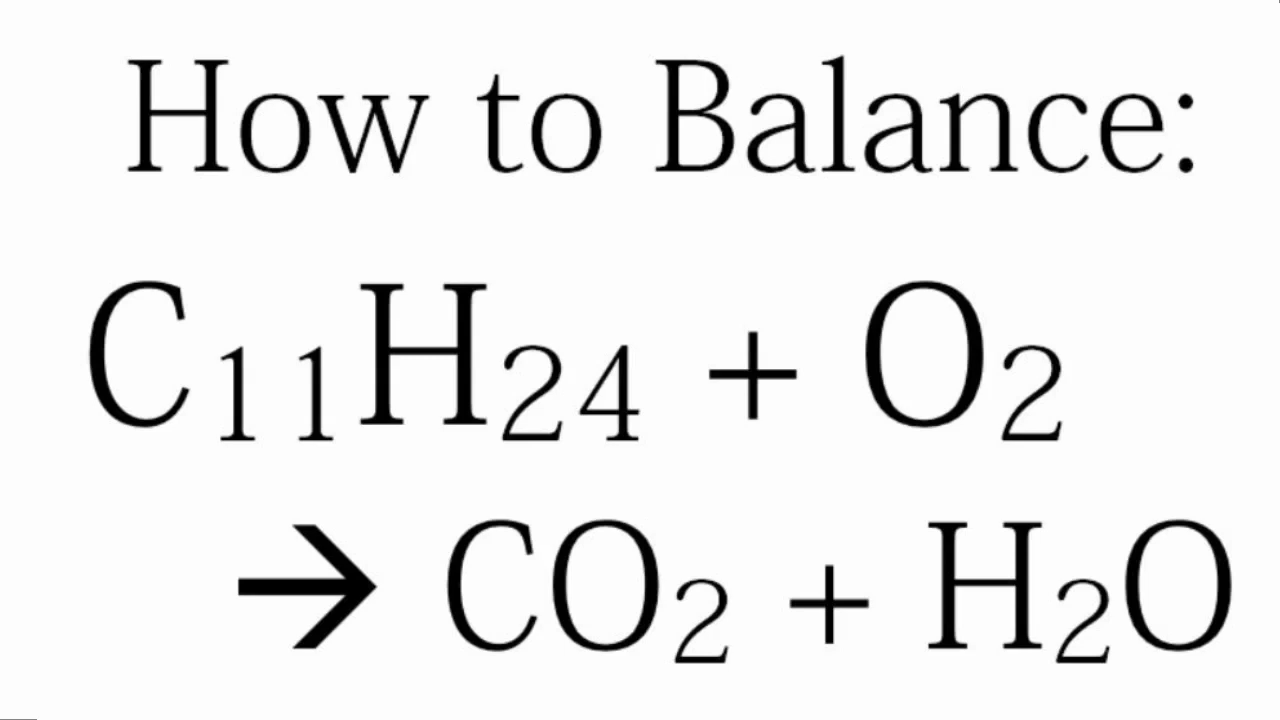 How to Balance:
C₁₁H₂₄ + O₂
→ CO₂ + H₂O